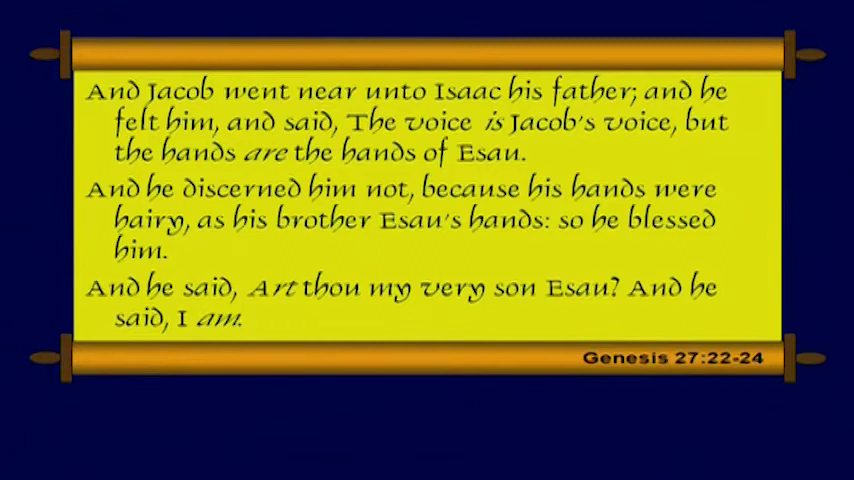 And Jacob went near unto Isaac his father; and he
felt him, and said, The voice is Jacob's voice, but
the hands are the hands of Esau.
And he discerned him not, because his hands were
hairy, as his brother Esau's hands: so he blessed
him.
And he said, Art thou my very son Esau? And he
said, I am.
Genesis 27:22-24